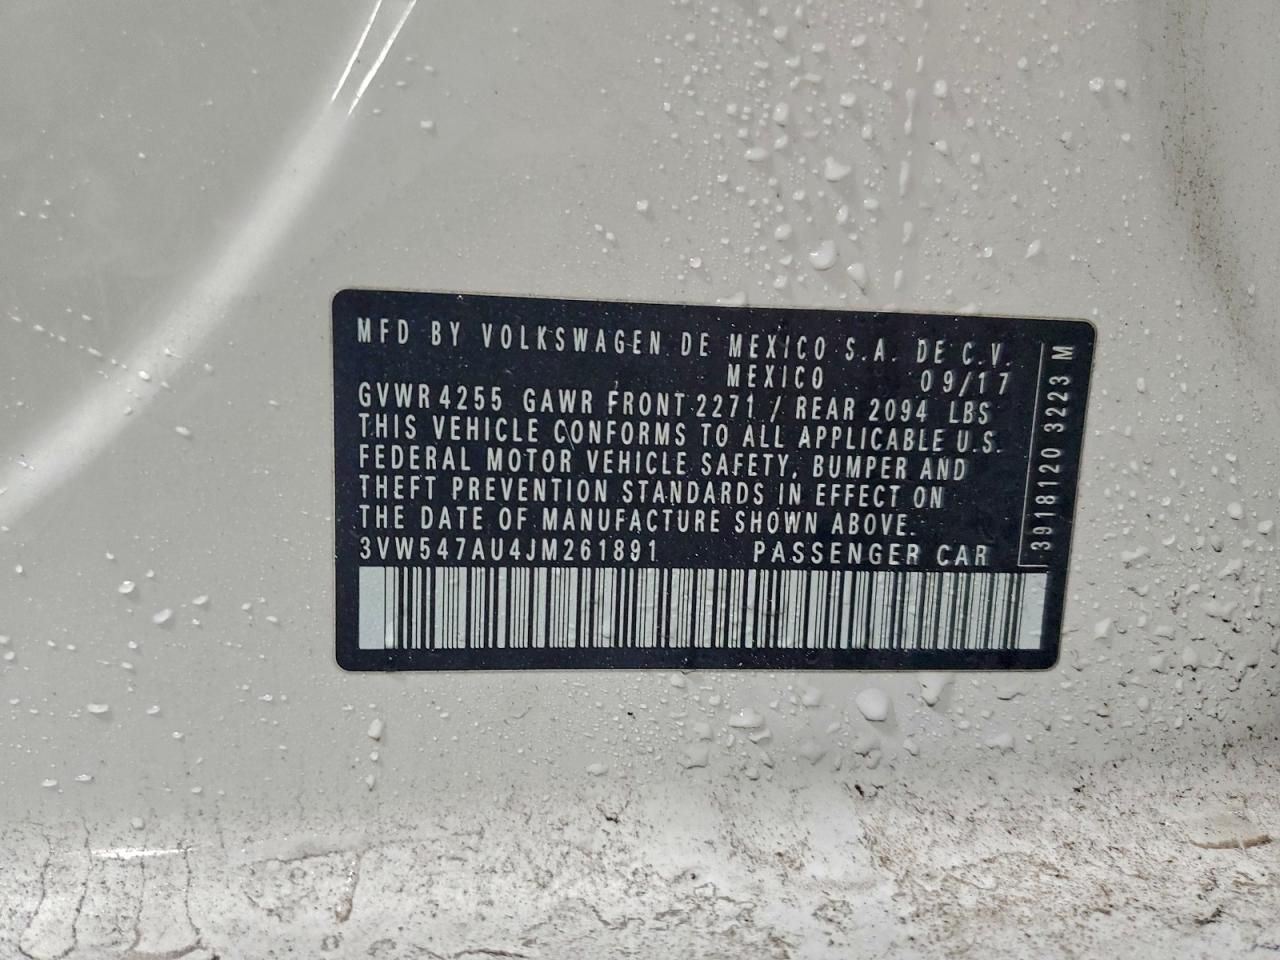 MFD BY VOLKSWAGEN DE MEXICO S.A. DE C.V.
MEXICO 09/17
GVWR 4255 GAWR FRONT 2271 / REAR 2094 LBS
THIS VEHICLE CONFORMS TO ALL APPLICABLE U.S.
FEDERAL MOTOR VEHICLE SAFETY, BUMPER AND
THEFT PREVENTION STANDARDS IN EFFECT ON
THE DATE OF MANUFACTURE SHOWN ABOVE.
3VW547AU4JM261891 PASSENGER CAR
3918120 3223 M